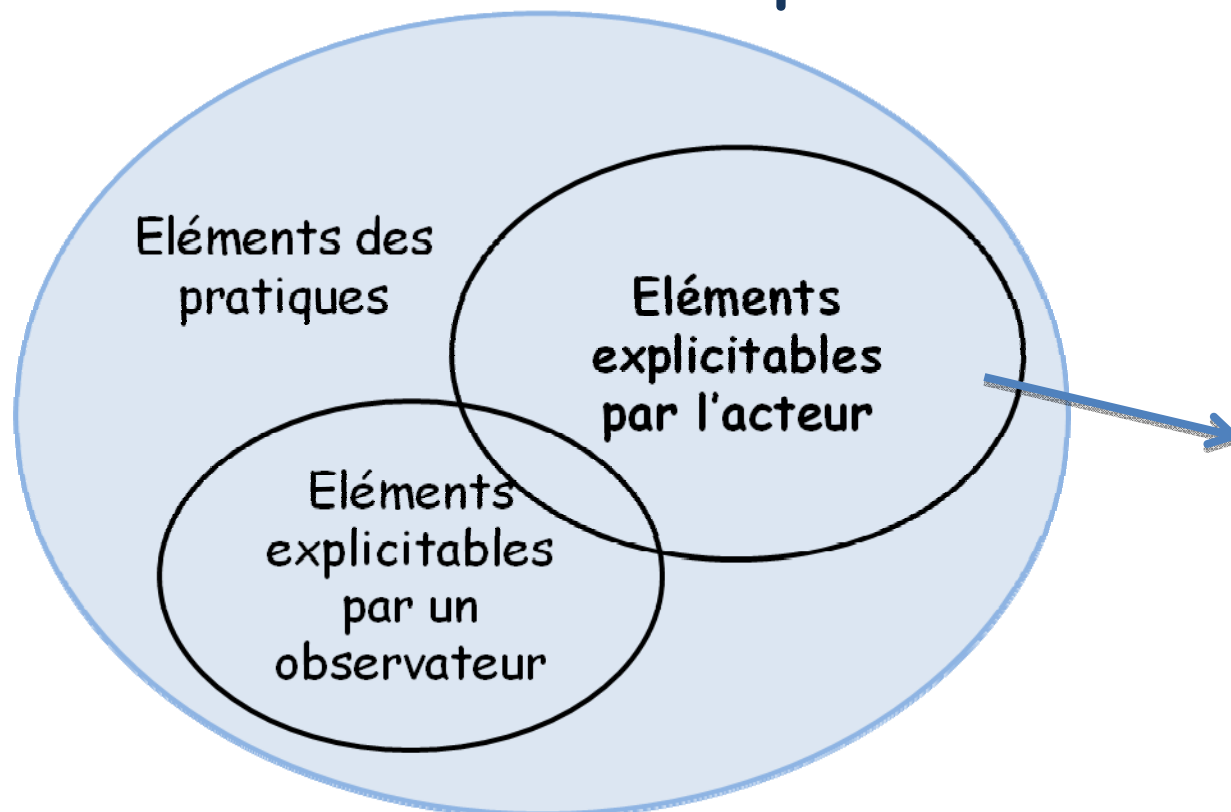 Eléments des
pratiques
Eléments
explicitables
par l'acteur
Eléments
explicitables
par un
observateur